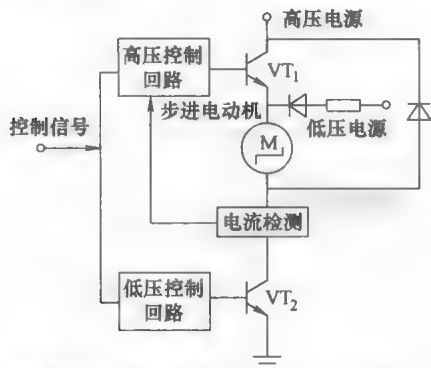 高压电源
高压控制
回路
VT₁
步进电动机
低压电源
控制信号
M
电流检测
低压控制
回路
VT₂